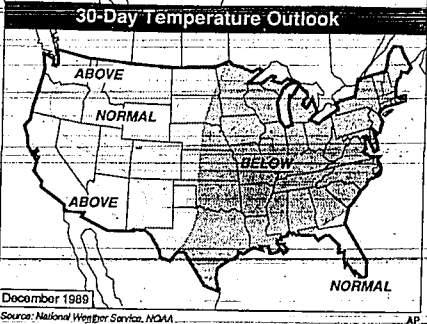 30-Day Temperature Outlook
ABOVE
NORMAL
BELOW
ABOVE
NORMAL
December 1989
Source: National Weather Service, NOAA
AP